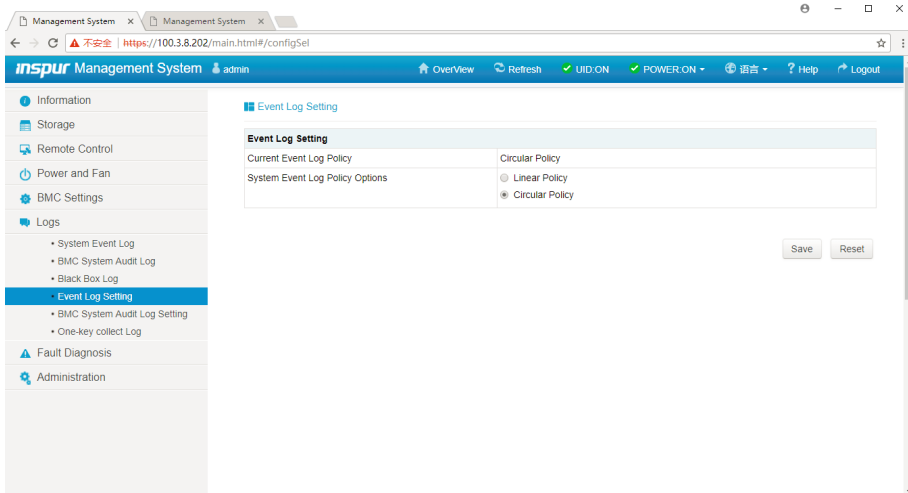 Management System
Management System
不安全 | https://100.3.8.202/main.html#/configSel
inspur Management System admin OverView Refresh UID:ON POWER:ON 语言 Help Logout
Information
Storage
Remote Control
Power and Fan
BMC Settings
Logs
• System Event Log
• BMC System Audit Log
• Black Box Log
• Event Log Setting
• BMC System Audit Log Setting
• One-key collect Log
Fault Diagnosis
Administration
Event Log Setting
Event Log Setting
Current Event Log Policy Circular Policy
System Event Log Policy Options Linear Policy
Circular Policy
Save Reset